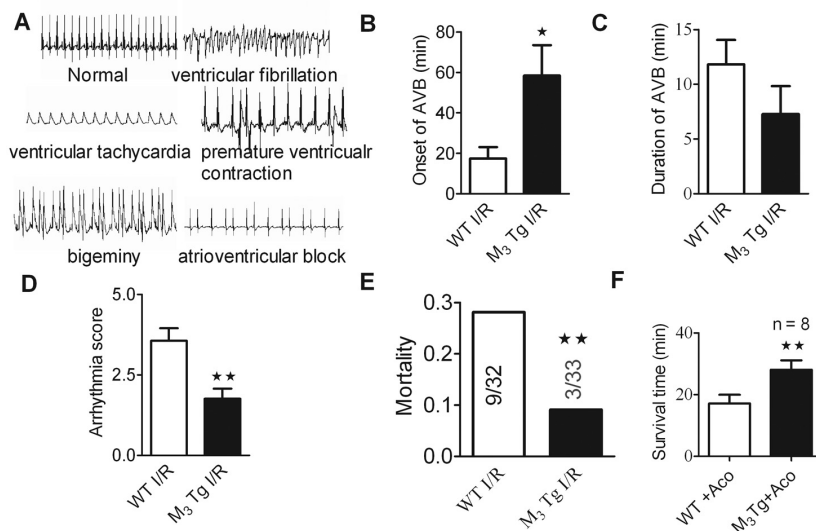 A
Normal
ventricular fibrillation
ventricular tachycardia
premature ventricualr
contraction
bigeminy
atrioventricular block
B
Onset of AVB (min)
80
60
40
20
0
★
WT I/R
M₃ Tg I/R
C
Duration of AVB (min)
15
10
5
0
WT I/R
M₃ Tg I/R
D
Arrhythmia score
5.0
2.5
0.0
★★
WT I/R
M₃ Tg I/R
E
Mortality
0.3
0.2
0.1
0.0
9/32
★★
3/33
WT I/R
M₃ Tg I/R
F
Survival time (min)
40
20
0
n = 8
★★
WT +Aco
M₃Tg+Aco